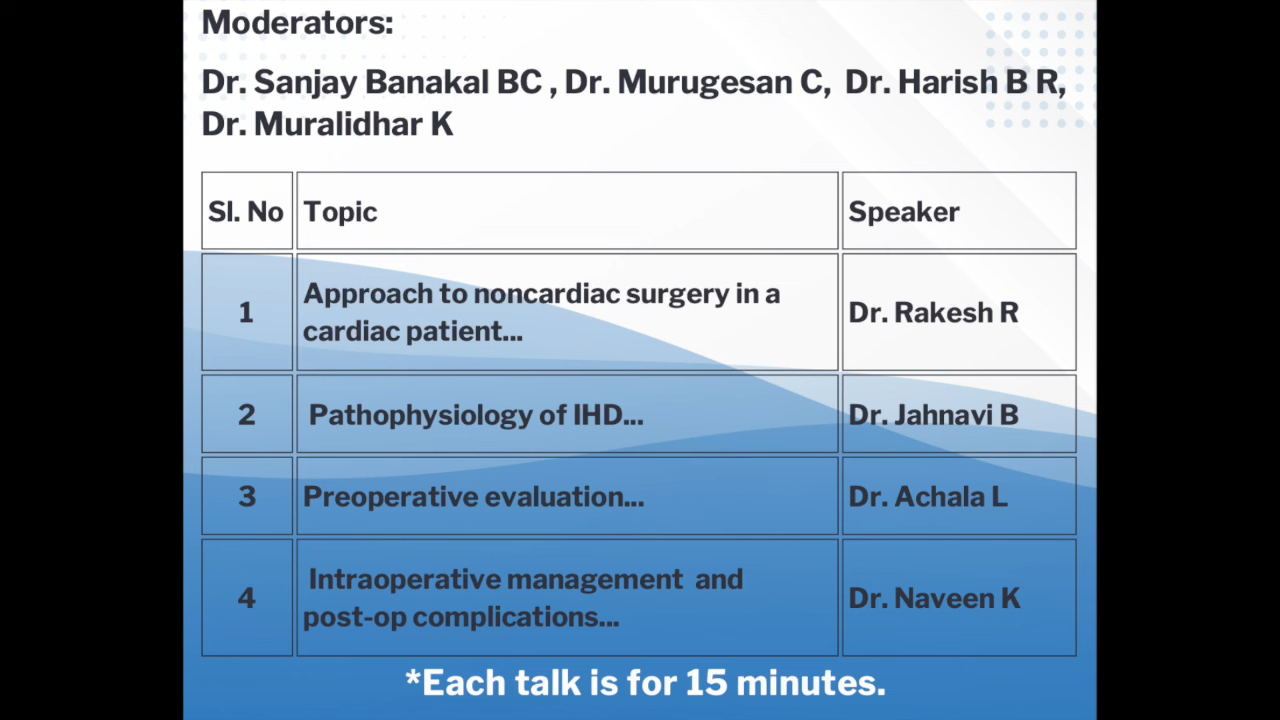 Moderators:
Dr. Sanjay Banakal BC , Dr. Murugesan C, Dr. Harish B R,
Dr. Muralidhar K
Sl. No Topic Speaker
1 Approach to noncardiac surgery in a
cardiac patient... Dr. Rakesh R
2 Pathophysiology of IHD... Dr. Jahnavi B
3 Preoperative evaluation... Dr. Achala L
4 Intraoperative management and
post-op complications... Dr. Naveen K
*Each talk is for 15 minutes.